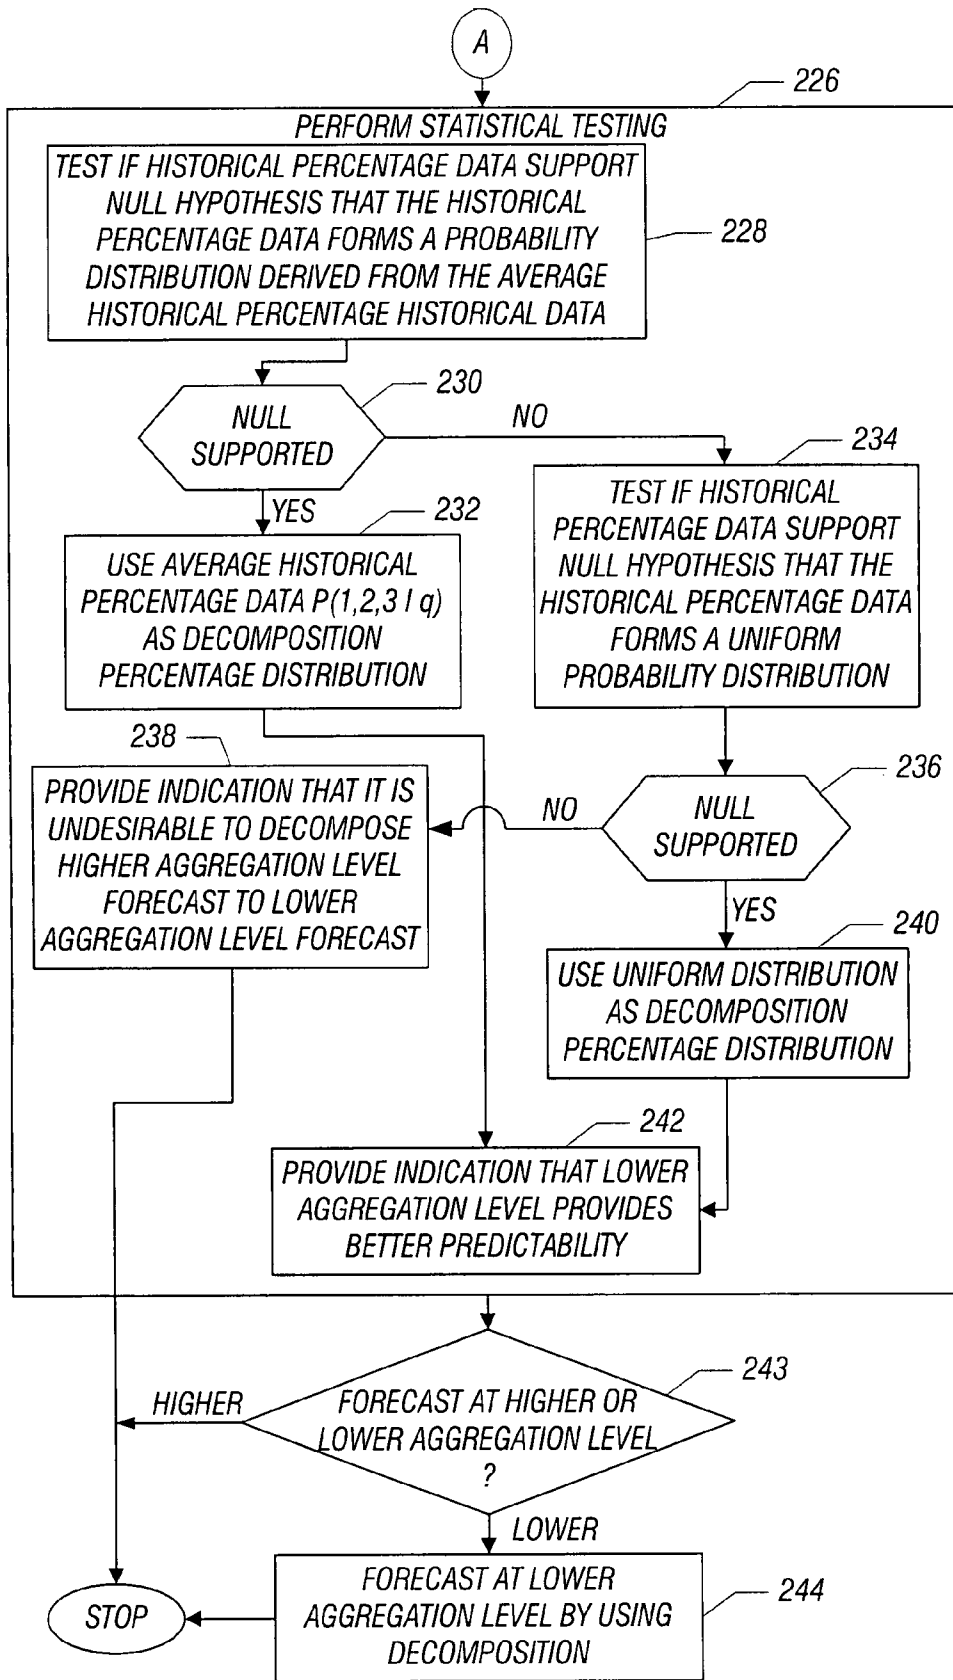 A
226
PERFORM STATISTICAL TESTING
TEST IF HISTORICAL PERCENTAGE DATA SUPPORT
NULL HYPOTHESIS THAT THE HISTORICAL
PERCENTAGE DATA FORMS A PROBABILITY
DISTRIBUTION DERIVED FROM THE AVERAGE
HISTORICAL PERCENTAGE HISTORICAL DATA
228
230
NULL
SUPPORTED
NO
YES
232
USE AVERAGE HISTORICAL
PERCENTAGE DATA P(1,2,3 I q)
AS DECOMPOSITION
PERCENTAGE DISTRIBUTION
234
TEST IF HISTORICAL
PERCENTAGE DATA SUPPORT
NULL HYPOTHESIS THAT THE
HISTORICAL PERCENTAGE DATA
FORMS A UNIFORM
PROBABILITY DISTRIBUTION
236
NULL
SUPPORTED
NO
YES
238
PROVIDE INDICATION THAT IT IS
UNDESIRABLE TO DECOMPOSE
HIGHER AGGREGATION LEVEL
FORECAST TO LOWER
AGGREGATION LEVEL FORECAST
240
USE UNIFORM DISTRIBUTION
AS DECOMPOSITION
PERCENTAGE DISTRIBUTION
242
PROVIDE INDICATION THAT LOWER
AGGREGATION LEVEL PROVIDES
BETTER PREDICTABILITY
243
HIGHER
FORECAST AT HIGHER OR
LOWER AGGREGATION LEVEL
?
LOWER
244
FORECAST AT LOWER
AGGREGATION LEVEL BY USING
DECOMPOSITION
STOP